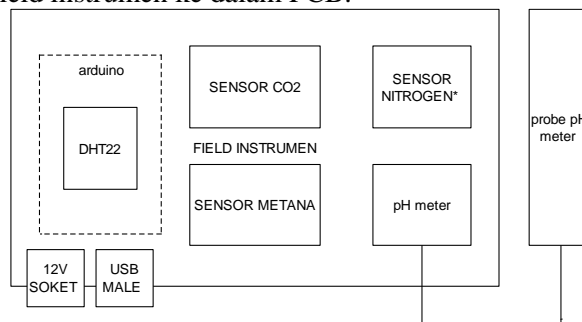 field instrumen ke dalam PCB.
arduino
SENSOR CO2
SENSOR
NITROGEN*
probe pH
meter
DHT22
FIELD INSTRUMEN
SENSOR METANA
pH meter
12V
SOKET
USB
MALE